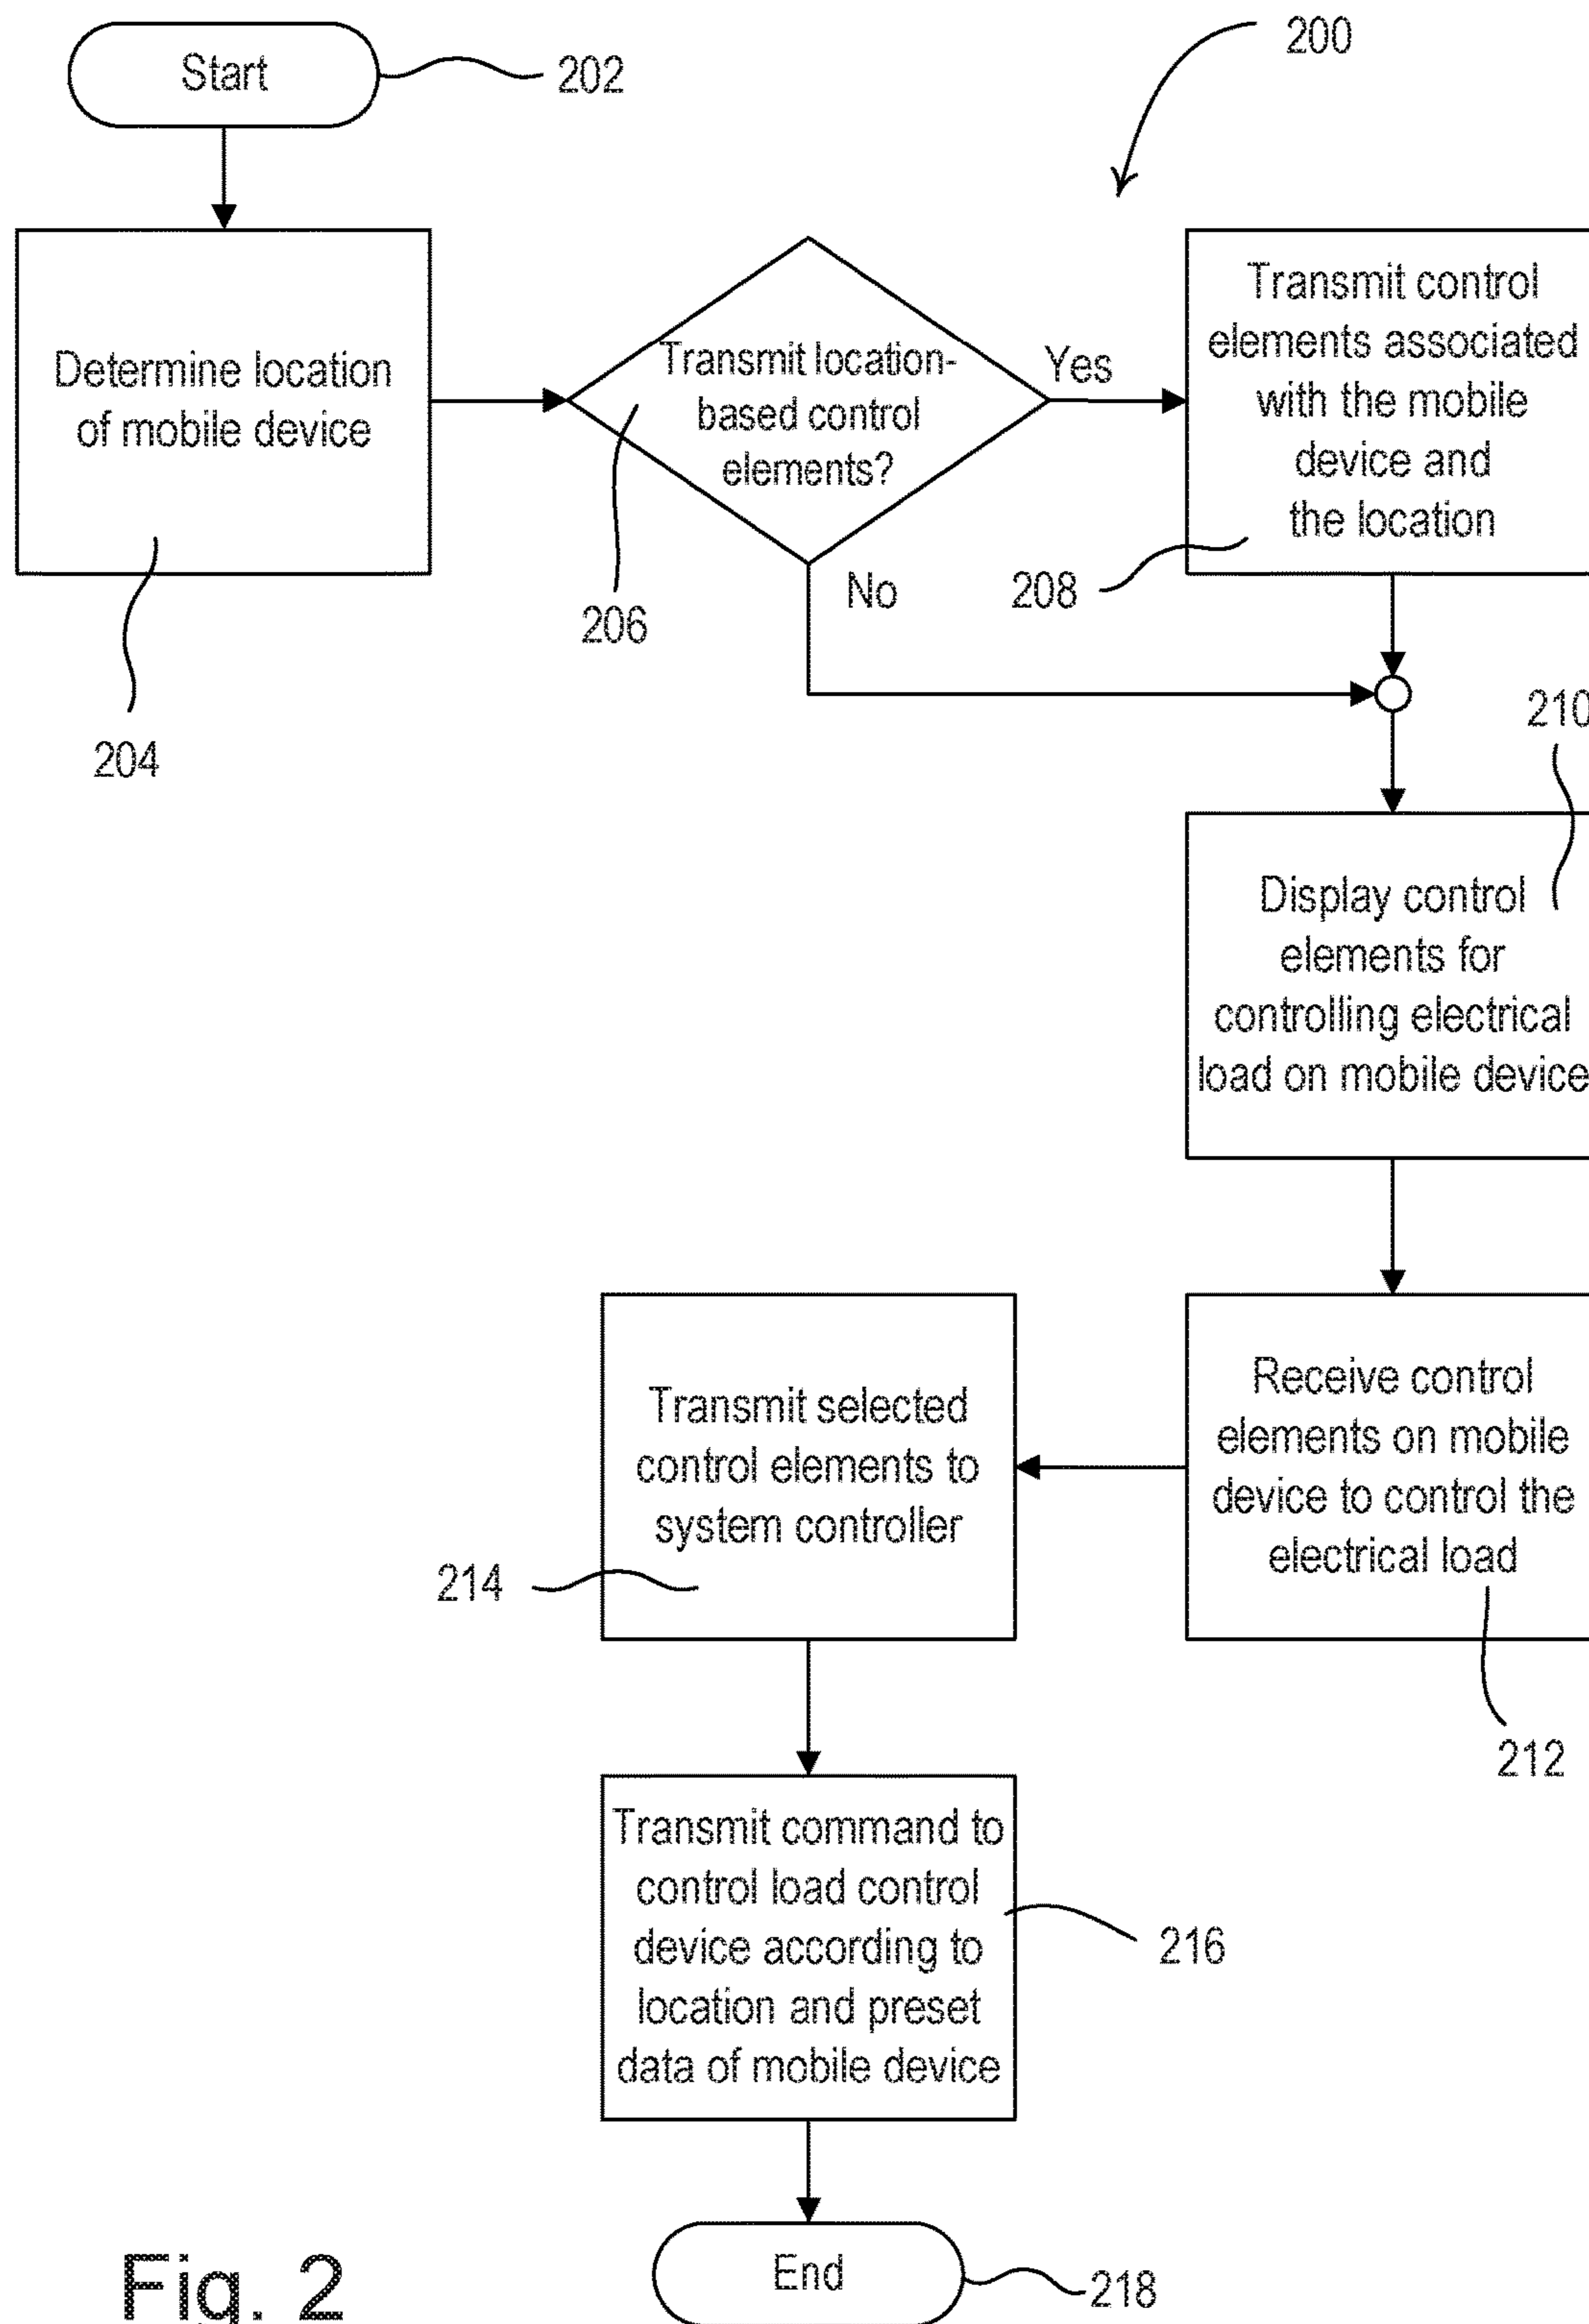 Start
202
200
Determine location
of mobile device
204
Transmit location-
based control
elements?
206
Yes
No
Transmit control
elements associated
with the mobile
device and
the location
208
210
Display control
elements for
controlling electrical
load on mobile device
Receive control
elements on mobile
device to control the
electrical load
212
Transmit selected
control elements to
system controller
214
Transmit command to
control load control
device according to
location and preset
data of mobile device
216
End
218
Fig. 2